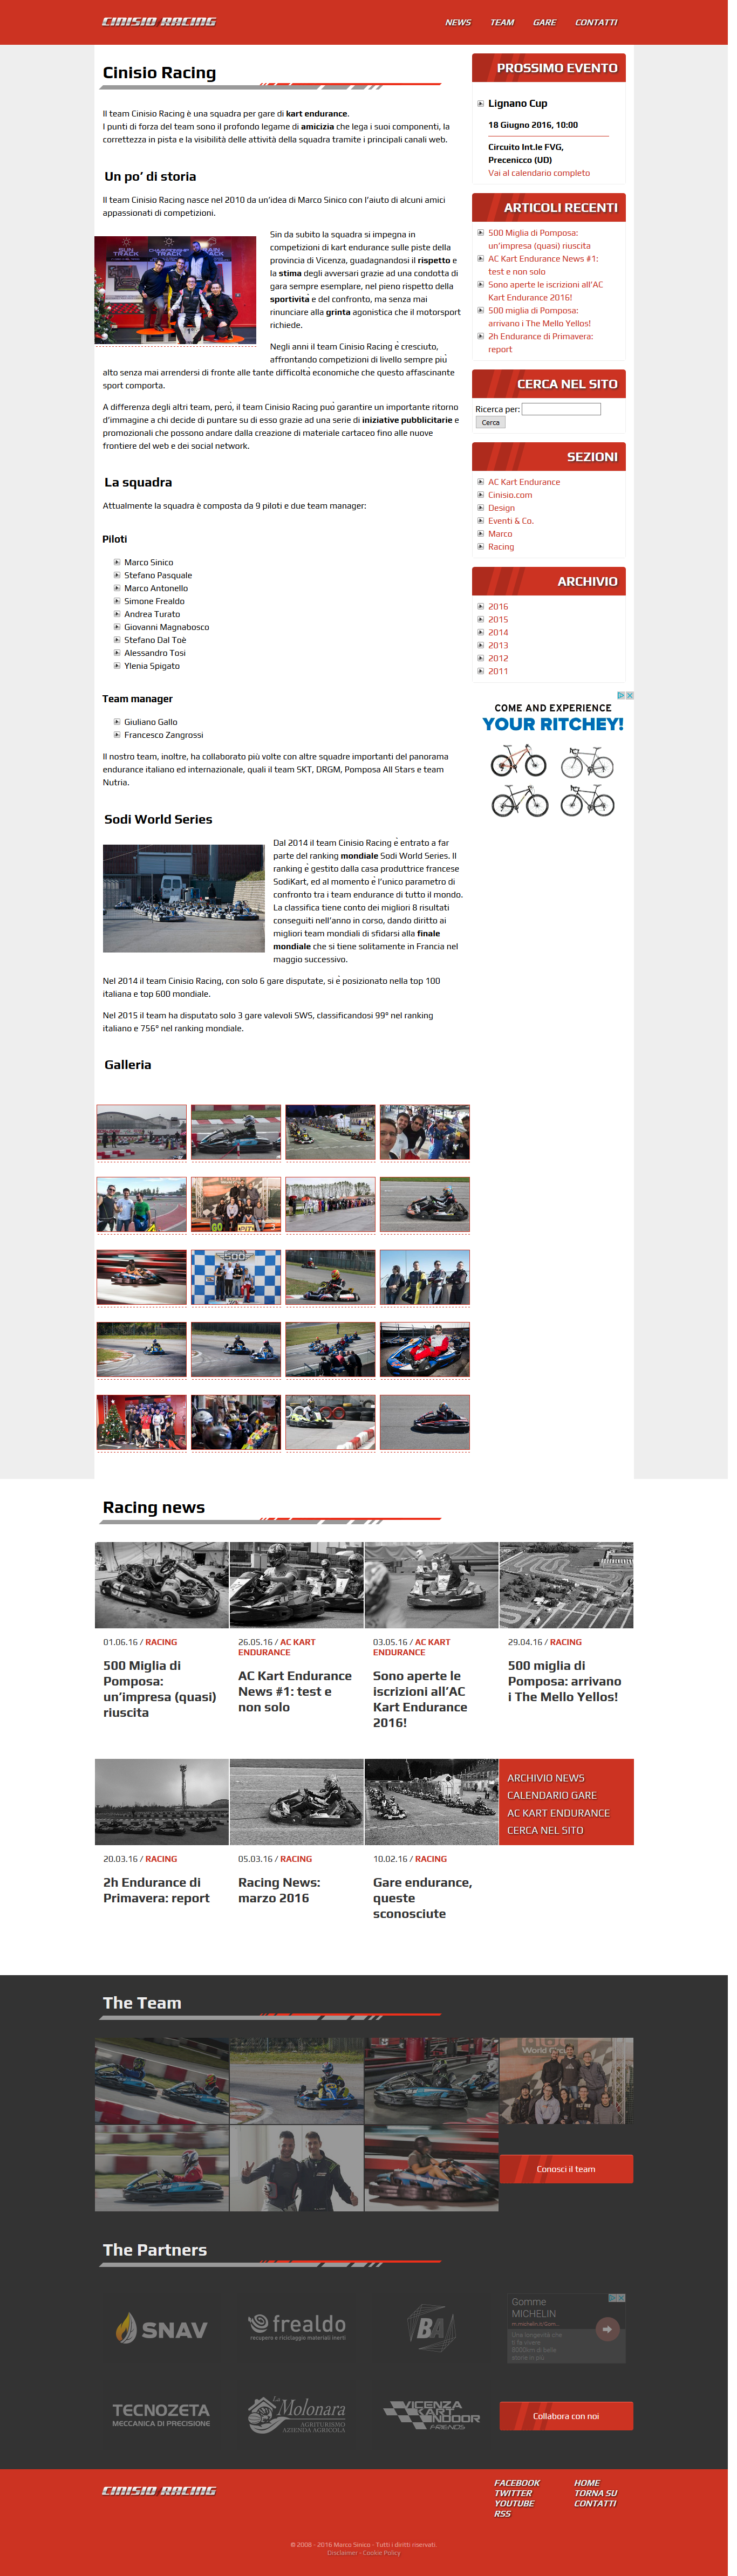 CINISIO RACING
NEWS TEAM GARE CONTATTI
Cinisio Racing
Il team Cinisio Racing è una squadra per gare di kart endurance.
I punti di forza del team sono il profondo legame di amicizia che lega i suoi componenti, la
correttezza in pista e la visibilità delle attività della squadra tramite i principali canali web.
Un po’ di storia
Il team Cinisio Racing nasce nel 2010 da un’idea di Marco Sinico con l’aiuto di alcuni amici
appassionati di competizioni.
Sin da subito la squadra si impegna in
competizioni di kart endurance sulle piste della
provincia di Vicenza, guadagnandosi il rispetto e
la stima degli avversari grazie ad una condotta di
gara sempre esemplare, nel pieno rispetto della
sportività e del confronto, ma senza mai
rinunciare alla grinta agonistica che il motorsport
richiede.
Negli anni il team Cinisio Racing è cresciuto,
affrontando competizioni di livello sempre più
alto senza mai arrendersi di fronte alle tante difficoltà economiche che questo affascinante
sport comporta.
A differenza degli altri team, però, il team Cinisio Racing può garantire un importante ritorno
d’immagine a chi decide di puntare su di esso grazie ad una serie di iniziative pubblicitarie e
promozionali che possono andare dalla creazione di materiale cartaceo fino alle nuove
frontiere del web e dei social network.
La squadra
Attualmente la squadra è composta da 9 piloti e due team manager:
Piloti
Marco Sinico
Stefano Pasquale
Marco Antonello
Simone Frealdo
Andrea Turato
Giovanni Magnabosco
Stefano Dal Toè
Alessandro Tosi
Ylenia Spigato
Team manager
Giuliano Gallo
Francesco Zangrossi
Il nostro team, inoltre, ha collaborato più volte con altre squadre importanti del panorama
endurance italiano ed internazionale, quali il team SKT, DRGM, Pomposa All Stars e team
Nutria.
Sodi World Series
Dal 2014 il team Cinisio Racing è entrato a far
parte del ranking mondiale Sodi World Series. Il
ranking è gestito dalla casa produttrice francese
SodiKart, ed al momento è l’unico parametro di
confronto tra i team endurance di tutto il mondo.
La classifica tiene conto dei migliori 8 risultati
conseguiti nell’anno in corso, dando diritto ai
migliori team mondiali di sfidarsi alla finale
mondiale che si tiene solitamente in Francia nel
maggio successivo.
Nel 2014 il team Cinisio Racing, con solo 6 gare disputate, si è posizionato nella top 100
italiana e top 600 mondiale.
Nel 2015 il team ha disputato solo 3 gare valevoli SWS, classificandosi 99° nel ranking
italiano e 756° nel ranking mondiale.
Galleria
PROSSIMO EVENTO
Lignano Cup
18 Giugno 2016, 10:00
Circuito Int.le FVG,
Precenicco (UD)
Vai al calendario completo
ARTICOLI RECENTI
500 Miglia di Pomposa:
un’impresa (quasi) riuscita
AC Kart Endurance News #1:
test e non solo
Sono aperte le iscrizioni all’AC
Kart Endurance 2016!
500 miglia di Pomposa:
arrivano i The Mello Yellos!
2h Endurance di Primavera:
report
CERCA NEL SITO
Ricerca per:
Cerca
SEZIONI
AC Kart Endurance
Cinisio.com
Design
Eventi & Co.
Marco
Racing
ARCHIVIO
2016
2015
2014
2013
2012
2011
COME AND EXPERIENCE
YOUR RITCHEY!
Racing news
01.06.16 / RACING
500 Miglia di
Pomposa:
un’impresa (quasi)
riuscita
26.05.16 / AC KART
ENDURANCE
AC Kart Endurance
News #1: test e
non solo
03.05.16 / AC KART
ENDURANCE
Sono aperte le
iscrizioni all’AC
Kart Endurance
2016!
29.04.16 / RACING
500 miglia di
Pomposa: arrivano
i The Mello Yellos!
20.03.16 / RACING
2h Endurance di
Primavera: report
05.03.16 / RACING
Racing News:
marzo 2016
10.02.16 / RACING
Gare endurance,
queste
sconosciute
ARCHIVIO NEWS
CALENDARIO GARE
AC KART ENDURANCE
CERCA NEL SITO
The Team
Conosci il team
The Partners
SNAV
frealdo
recupero e riciclaggio materiali inerti
BA
Gomme
MICHELIN
TECNOZETA
MECCANICA DI PRECISIONE
La Molonara
AGRITURISMO
AZIENDA AGRICOLA
VICENZA
KART
INDOOR
FRIENDS
Collabora con noi
CINISIO RACING
FACEBOOK
TWITTER
YOUTUBE
RSS
HOME
TORNA SU
CONTATTI
© 2008 - 2016 Marco Sinico - Tutti i diritti riservati.
Disclaimer - Cookie Policy